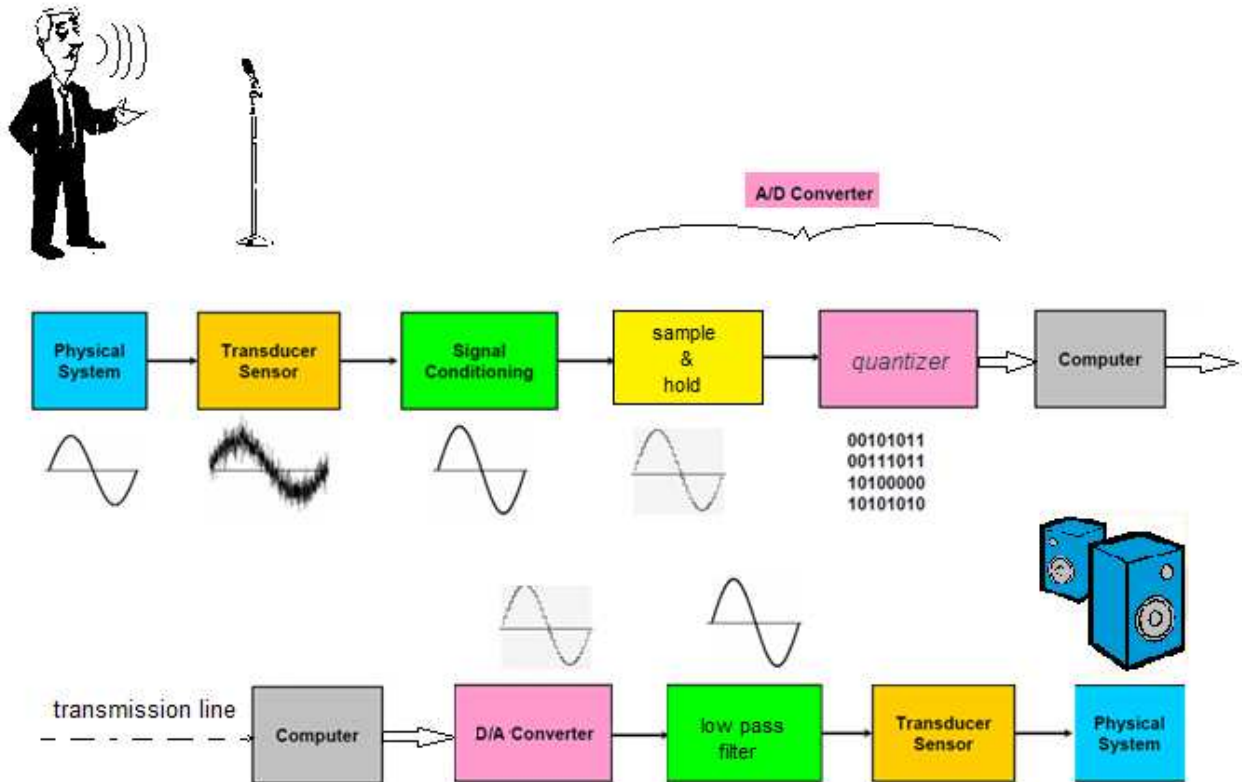 A/D Converter
Physical
System
Transducer
Sensor
Signal
Conditioning
sample
&
hold
quantizer
Computer
00101011
00111011
10100000
10101010
transmission line
Computer
D/A Converter
low pass
filter
Transducer
Sensor
Physical
System